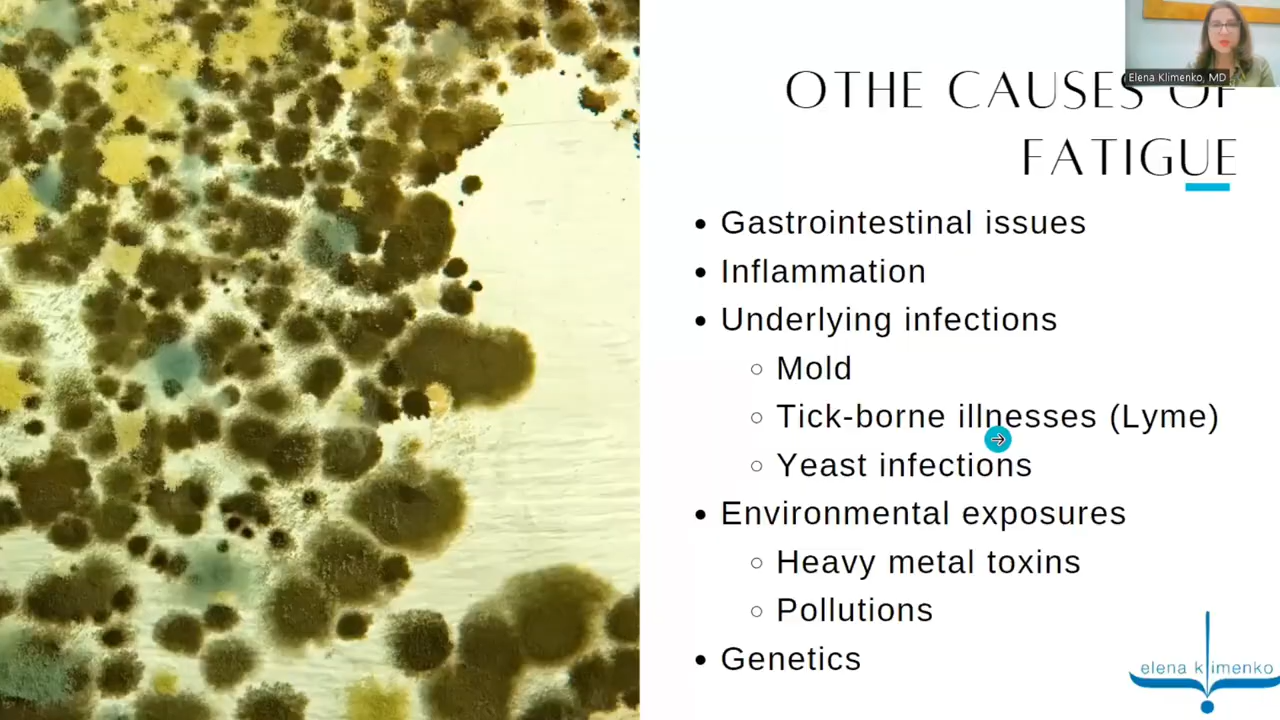 Elena Klimenko, MD
OTHE CAUSES OF
FATIGUE
• Gastrointestinal issues
• Inflammation
• Underlying infections
○ Mold
○ Tick-borne illnesses (Lyme)
○ Yeast infections
• Environmental exposures
○ Heavy metal toxins
○ Pollutions
• Genetics
elena klimenko